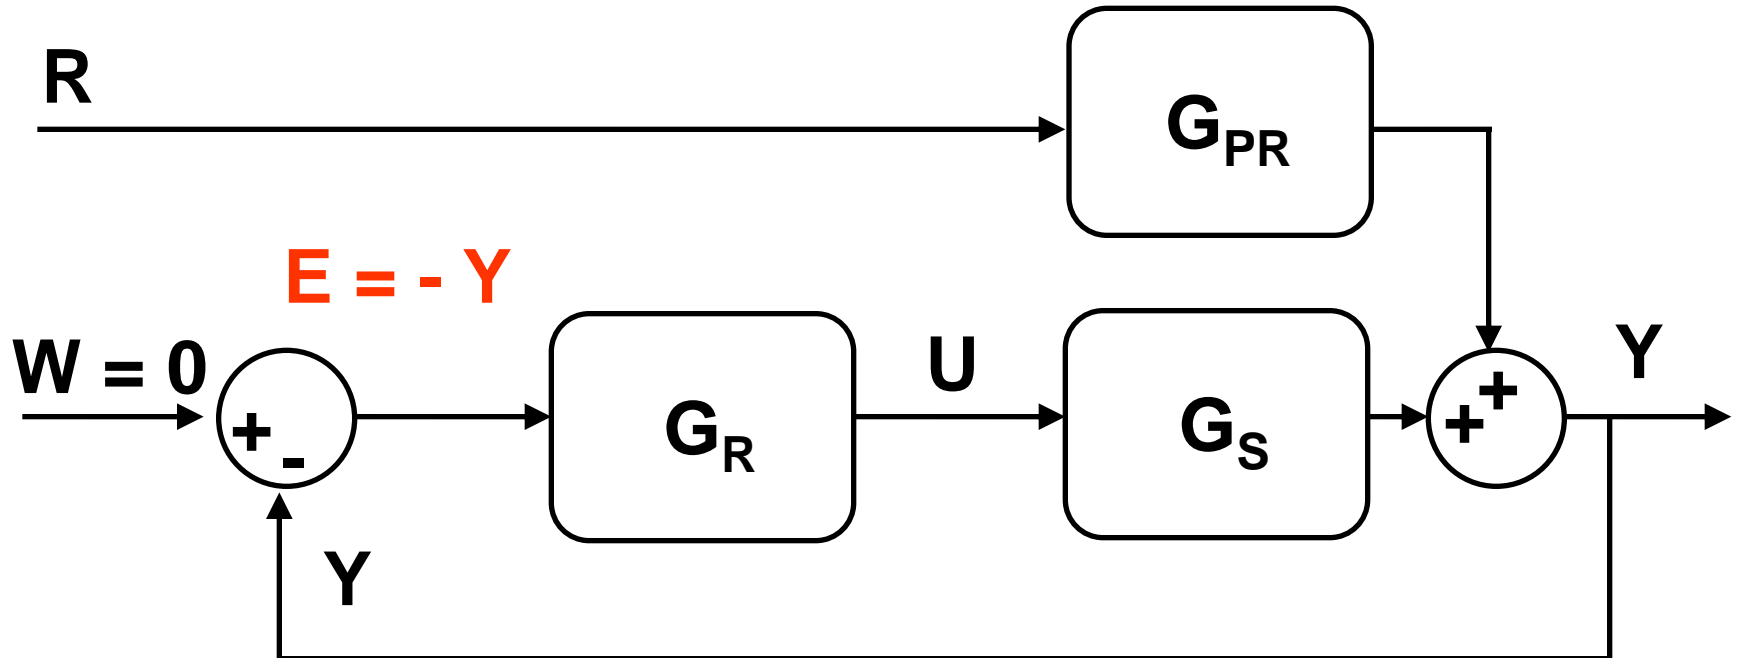 R
G_PR
E = - Y
W = 0
+
-
G_R
U
G_S
+
+
Y
Y